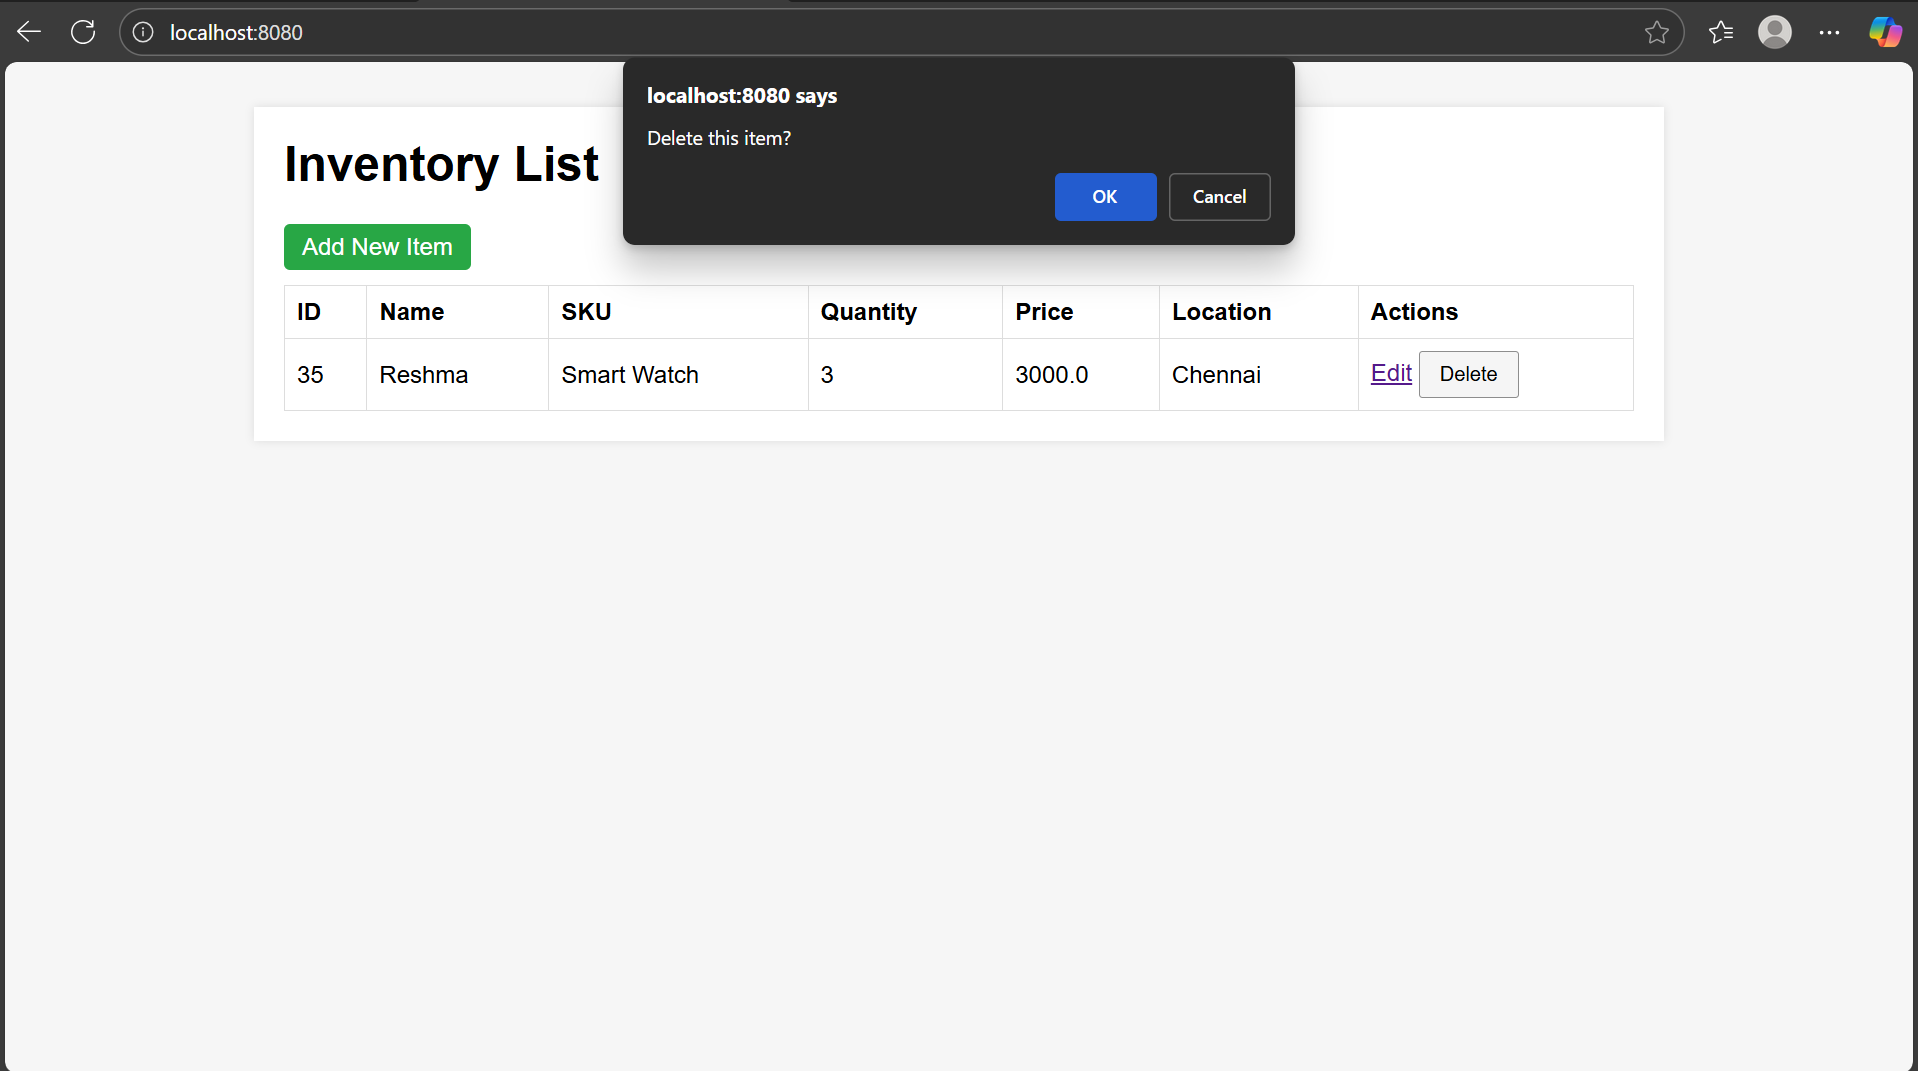 localhost:8080
localhost:8080 says
Delete this item?
OK Cancel
Inventory List
Add New Item
ID Name SKU Quantity Price Location Actions
35 Reshma Smart Watch 3 3000.0 Chennai Edit Delete